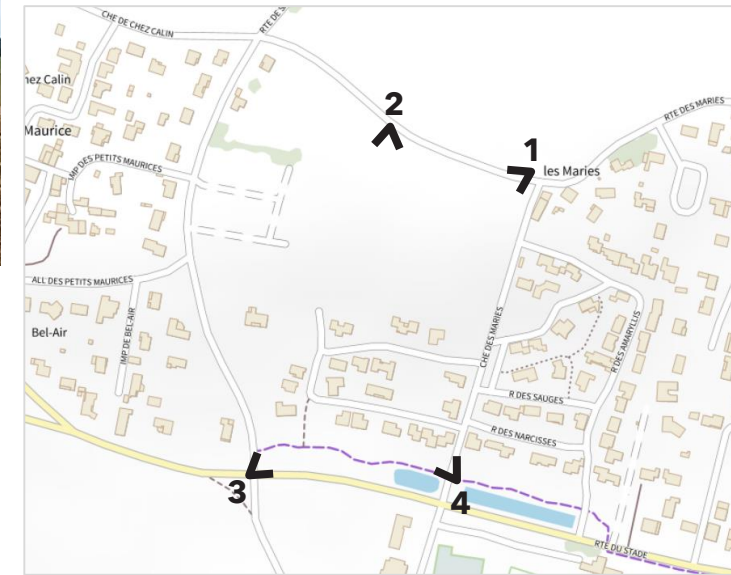 CHE DE CHEZ CALIN
RTE DE S
hez Calin
Maurice
2
1
RTE DES MARIES
les Maries
IMP DES PETITS MAURICES
ALL DES PETITS MAURICES
Bel-Air
IMP DE BEL-AIR
CHE DES MARIES
R DES AMARYLLIS
R DES SAUGES
R DES NARCISSES
3
4
RTE DU STADE